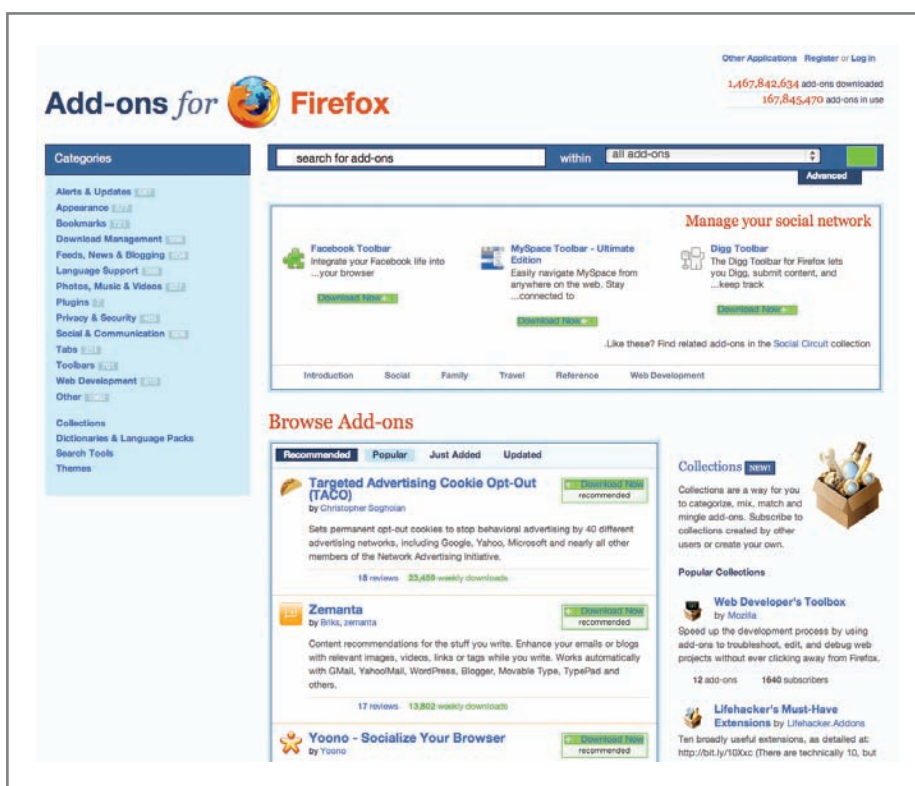 Other Applications Register or Log in
1,467,842,634 add-ons downloaded
167,845,470 add-ons in use
Add-ons for Firefox
Categories
Alerts & Updates
Appearance
Bookmarks
Download Management
Feeds, News & Blogging
Language Support
Photos, Music & Videos
Plugins
Privacy & Security
Social & Communication
Tabs
Toolbars
Web Development
Other
Collections
Dictionaries & Language Packs
Search Tools
Themes
search for add-ons within all add-ons
Advanced
Manage your social network
Facebook Toolbar
Integrate your Facebook life into
...your browser
Download Now
MySpace Toolbar - Ultimate
Edition
Easily navigate MySpace from
anywhere on the web. Stay
...connected to
Download Now
Digg Toolbar
The Digg Toolbar for Firefox lets
you Digg, submit content, and
...keep track
Download Now
.Like these? Find related add-ons in the Social Circuit collection
Introduction Social Family Travel Reference Web Development
Browse Add-ons
Recommended Popular Just Added Updated
Targeted Advertising Cookie Opt-Out
(TACO)
by Christopher Soghoian
Download Now
recommended
Sets permanent opt-out cookies to stop behavioral advertising by 40 different
advertising networks, including Google, Yahoo, Microsoft and nearly all other
members of the Network Advertising Initiative.
18 reviews 23,459 weekly downloads
Zemanta
by Briks, zemanta
Download Now
recommended
Content recommendations for the stuff you write. Enhance your emails or blogs
with relevant images, videos, links or tags while you write. Works automatically
with GMail, Yahoo!Mail, WordPress, Blogger, Movable Type, TypePad and
others.
17 reviews 13,802 weekly downloads
Yoono - Socialize Your Browser
by Yoono
Download Now
recommended
Collections NEW!
Collections are a way for you
to categorize, mix, match and
mingle add-ons. Subscribe to
collections created by other
users or create your own.
Popular Collections
Web Developer's Toolbox
by Mozilla
Speed up the development process by using
add-ons to troubleshoot, edit, and debug web
projects without ever clicking away from Firefox.
12 add-ons 1640 subscribers
Lifehacker's Must-Have
Extensions by Lifehacker.Addons
Ten broadly useful extensions, as detailed at:
http://bit.ly/10Xxc (There are technically 10, but